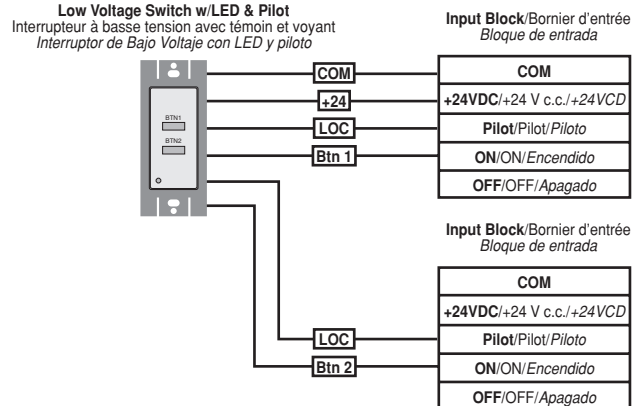 Low Voltage Switch w/LED & Pilot
Interrupteur à basse tension avec témoin et voyant
Interruptor de Bajo Voltaje con LED y piloto
BTN1
BTN2
COM
+24
LOC
Btn 1
Input Block/Bornier d'entrée
Bloque de entrada
COM
+24VDC/+24 V c.c./+24VCD
Pilot/Pilot/Piloto
ON/ON/Encendido
OFF/OFF/Apagado
LOC
Btn 2
Input Block/Bornier d'entrée
Bloque de entrada
COM
+24VDC/+24 V c.c./+24VCD
Pilot/Pilot/Piloto
ON/ON/Encendido
OFF/OFF/Apagado